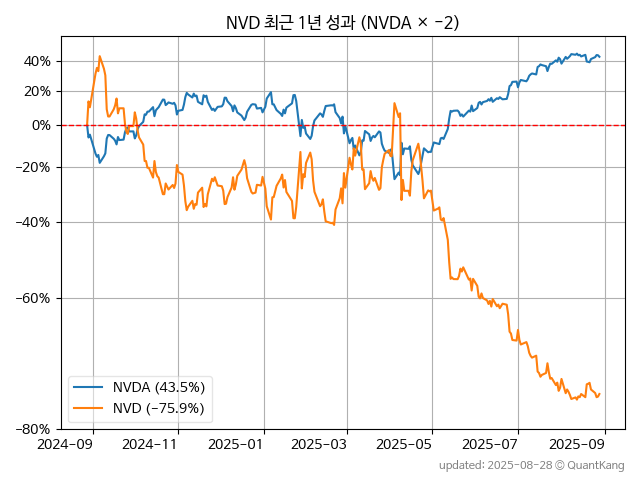 NVD 최근 1년 성과 (NVDA × −2)
40%
20%
0%
−20%
−40%
−60%
−80%
NVDA (43.5%)
NVD (−75.9%)
2024-09 2024-11 2025-01 2025-03 2025-05 2025-07 2025-09
updated: 2025-08-28 © QuantKang